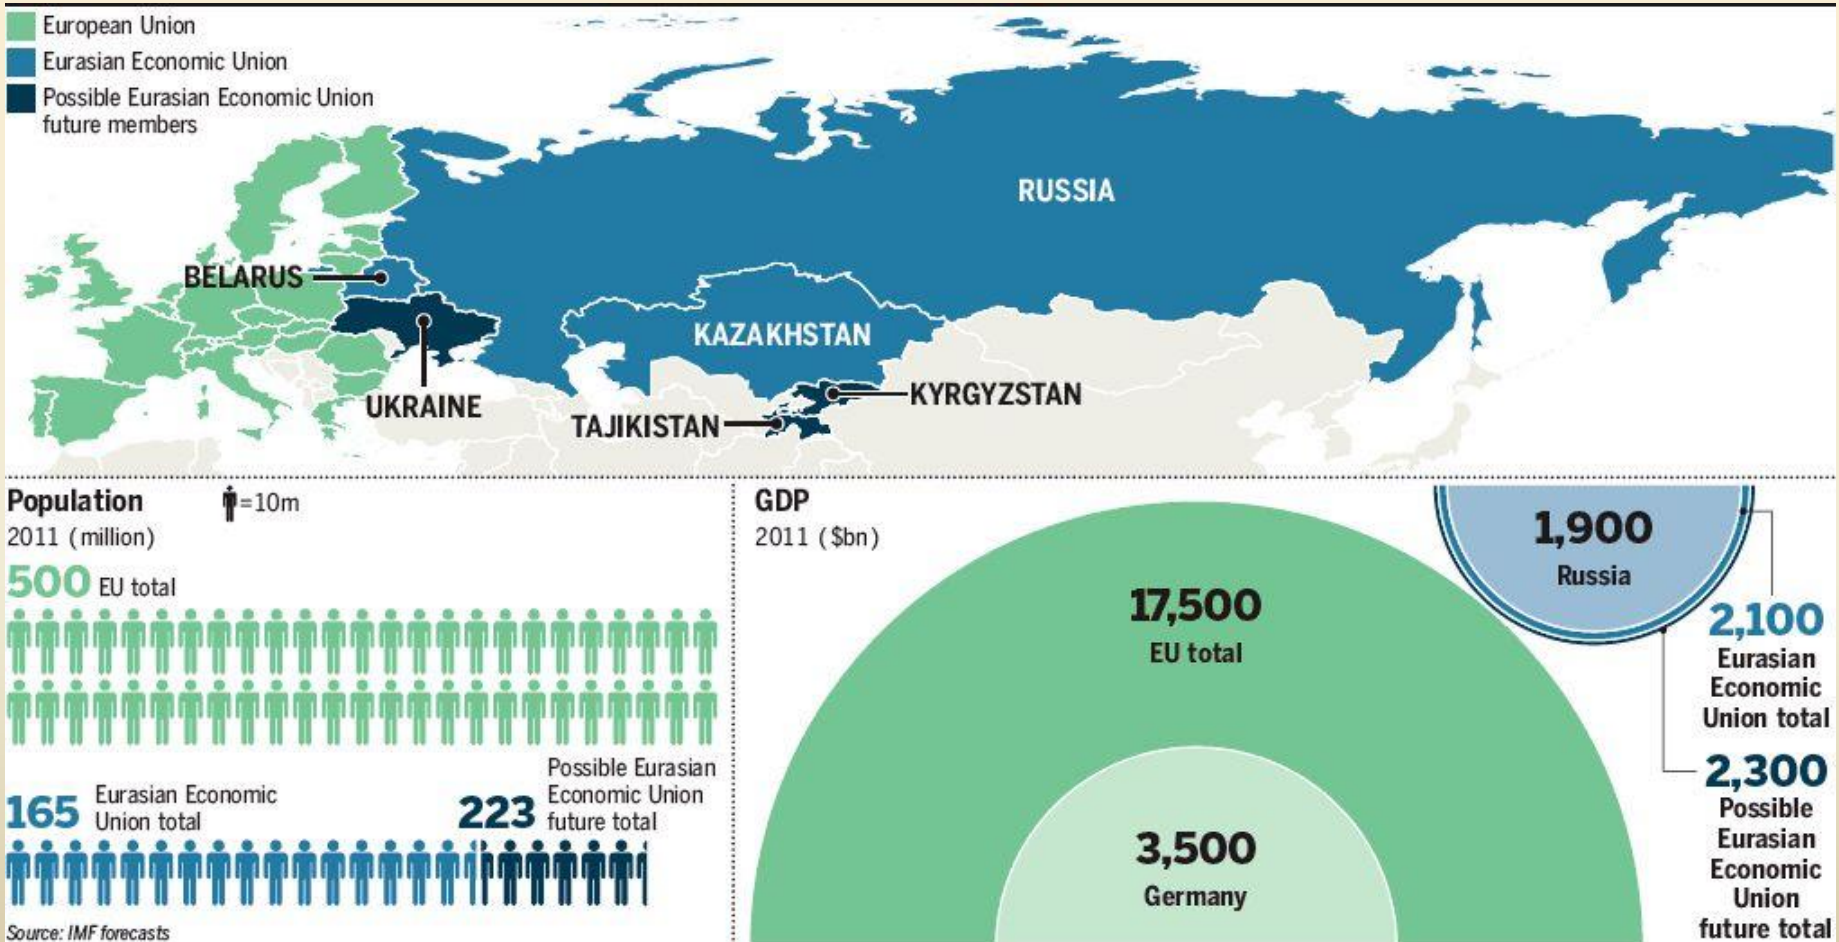 European Union
Eurasian Economic Union
Possible Eurasian Economic Union
future members
RUSSIA
BELARUS
KAZAKHSTAN
UKRAINE
KYRGYZSTAN
TAJIKISTAN
Population
=10m
2011 (million)
500 EU total
165 Eurasian Economic
Union total
223 Possible Eurasian
Economic Union
future total
Source: IMF forecasts
GDP
2011 ($bn)
17,500
EU total
3,500
Germany
1,900
Russia
2,100
Eurasian
Economic
Union total
2,300
Possible
Eurasian
Economic
Union
future total